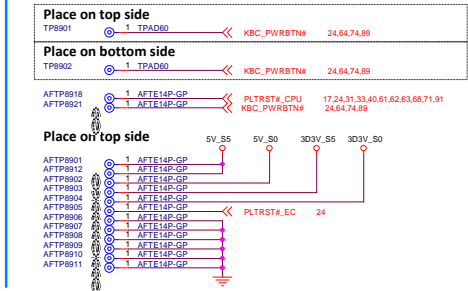 Place on top side
TP8901 1 TPAD60 KBC_PWRBTN# 24,64,74,89
Place on bottom side
TP8902 1 TPAD60 KBC_PWRBTN# 24,64,74,89
AFTP8918 1 AFTE14P-GP PLTRST#_CPU 17,24,31,33,40,61,62,63,68,71,91
AFTP8921 1 AFTE14P-GP KBC_PWRBTN# 24,64,74,89
Place on top side 5V_S5 5V_S0 3D3V_S5 3D3V_S0
AFTP8901 1 AFTE14P-GP
AFTP8912 1 AFTE14P-GP
AFTP8902 1 AFTE14P-GP
AFTP8903 1 AFTE14P-GP
AFTP8904 1 AFTE14P-GP
AFTP8905 1 AFTE14P-GP PLTRST#_EC 24
AFTP8906 1 AFTE14P-GP
AFTP8907 1 AFTE14P-GP
AFTP8908 1 AFTE14P-GP
AFTP8909 1 AFTE14P-GP
AFTP8910 1 AFTE14P-GP
AFTP8911 1 AFTE14P-GP